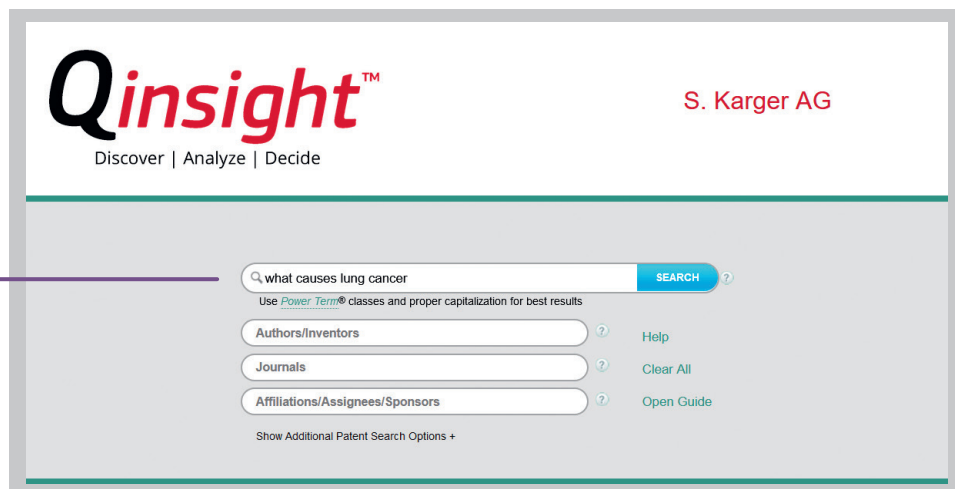 Qinsight™
S. Karger AG
Discover | Analyze | Decide
what causes lung cancer
SEARCH
?
Use Power Term® classes and proper capitalization for best results
Authors/Inventors
?
Help
Journals
?
Clear All
Affiliations/Assignees/Sponsors
?
Open Guide
Show Additional Patent Search Options +